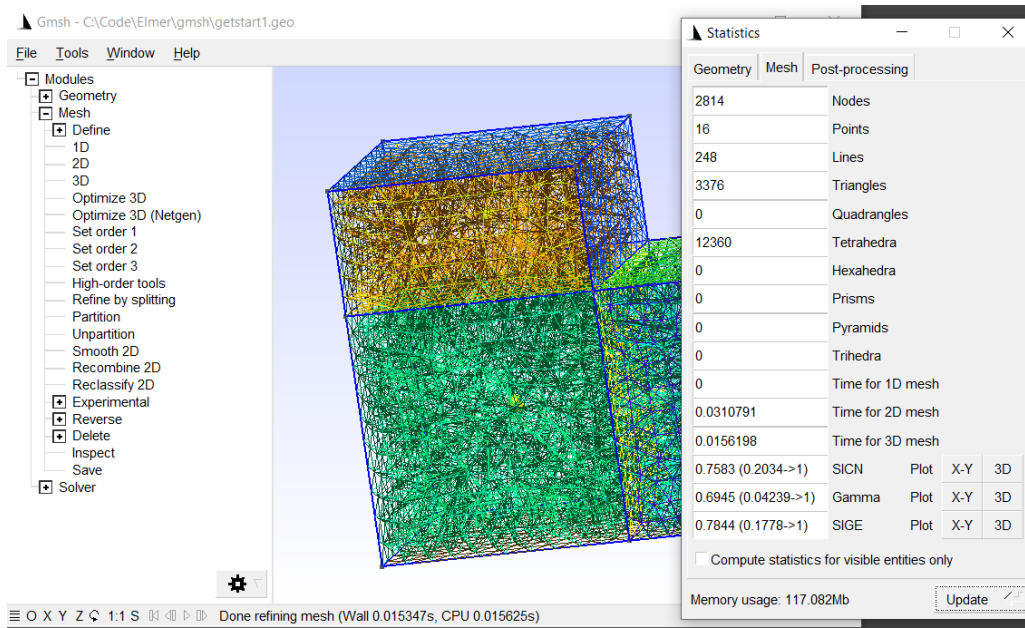 Gmsh - C:\Code\Elmer\gmsh\getstart1.geo
File Tools Window Help
Modules
Geometry
Mesh
Define
1D
2D
3D
Optimize 3D
Optimize 3D (Netgen)
Set order 1
Set order 2
Set order 3
High-order tools
Refine by splitting
Partition
Unpartition
Smooth 2D
Recombine 2D
Reclassify 2D
Experimental
Reverse
Delete
Inspect
Save
Solver
O X Y Z 1:1 S Done refining mesh (Wall 0.015347s, CPU 0.015625s)
Statistics
Geometry Mesh Post-processing
2814 Nodes
16 Points
248 Lines
3376 Triangles
0 Quadrangles
12360 Tetrahedra
0 Hexahedra
0 Prisms
0 Pyramids
0 Trihedra
0 Time for 1D mesh
0.0310791 Time for 2D mesh
0.0156198 Time for 3D mesh
0.7583 (0.2034->1) SICN Plot X-Y 3D
0.6945 (0.04239->1) Gamma Plot X-Y 3D
0.7844 (0.1778->1) SIGE Plot X-Y 3D
Compute statistics for visible entities only
Memory usage: 117.082Mb Update